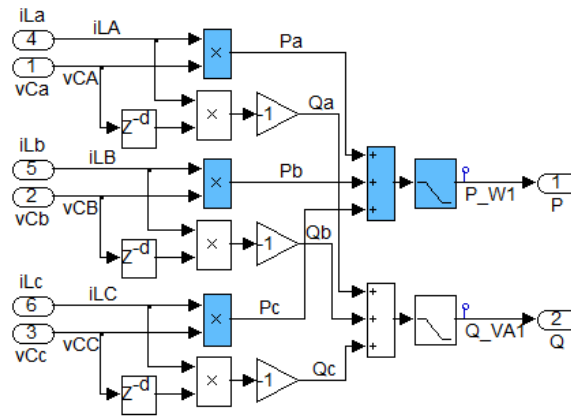 iLa
4
iLA
1
vCa
vCA
×
Pa
Z-d
×
-1
Qa
iLb
5
iLB
2
vCb
vCB
×
Pb
Z-d
×
-1
Qb
+
+
+
P_W1
1
P
iLc
6
iLC
3
vCc
vCC
×
Pc
Z-d
×
-1
Qc
+
+
+
Q_VA1
2
Q